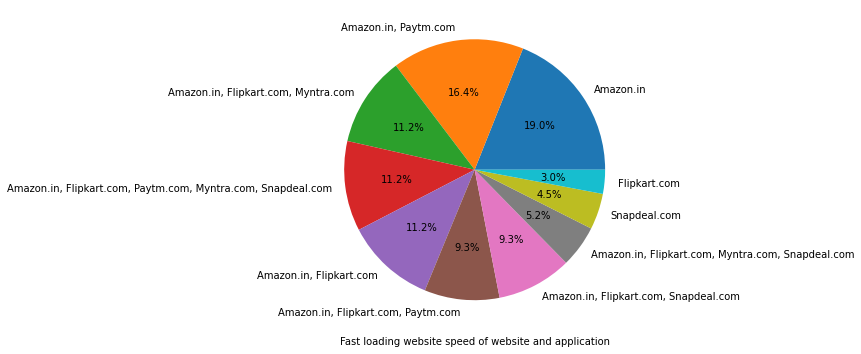 Amazon.in, Paytm.com
Amazon.in
16.4%
Amazon.in, Flipkart.com, Myntra.com
19.0%
11.2%
Amazon.in, Flipkart.com, Paytm.com, Myntra.com, Snapdeal.com
11.2%
3.0%
Flipkart.com
4.5%
Snapdeal.com
5.2%
11.2%
9.3%
9.3%
Amazon.in, Flipkart.com, Myntra.com, Snapdeal.com
Amazon.in, Flipkart.com
Amazon.in, Flipkart.com, Snapdeal.com
Amazon.in, Flipkart.com, Paytm.com
Fast loading website speed of website and application